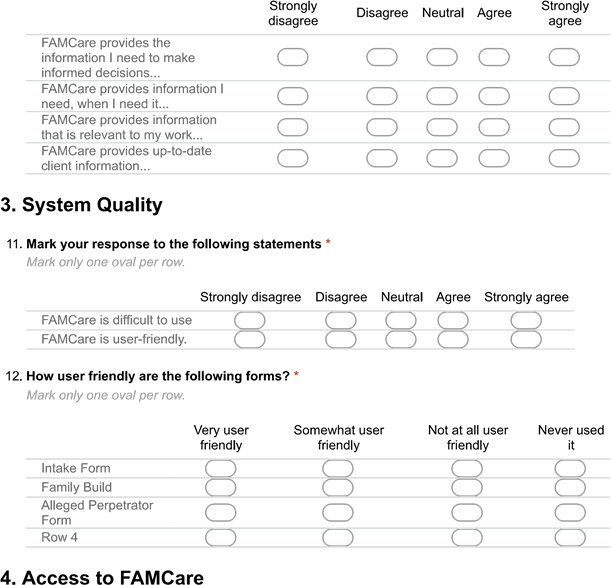 Strongly disagree Disagree Neutral Agree Strongly agree
FAMCare provides the
information I need to make
informed decisions...
FAMCare provides information I
need, when I need it...
FAMCare provides information
that is relevant to my work...
FAMCare provides up-to-date
client information...
3. System Quality
11. Mark your response to the following statements *
Mark only one oval per row.
Strongly disagree Disagree Neutral Agree Strongly agree
FAMCare is difficult to use
FAMCare is user-friendly.
12. How user friendly are the following forms? *
Mark only one oval per row.
Very user friendly Somewhat user friendly Not at all user friendly Never used it
Intake Form
Family Build
Alleged Perpetrator
Form
Row 4
4. Access to FAMCare